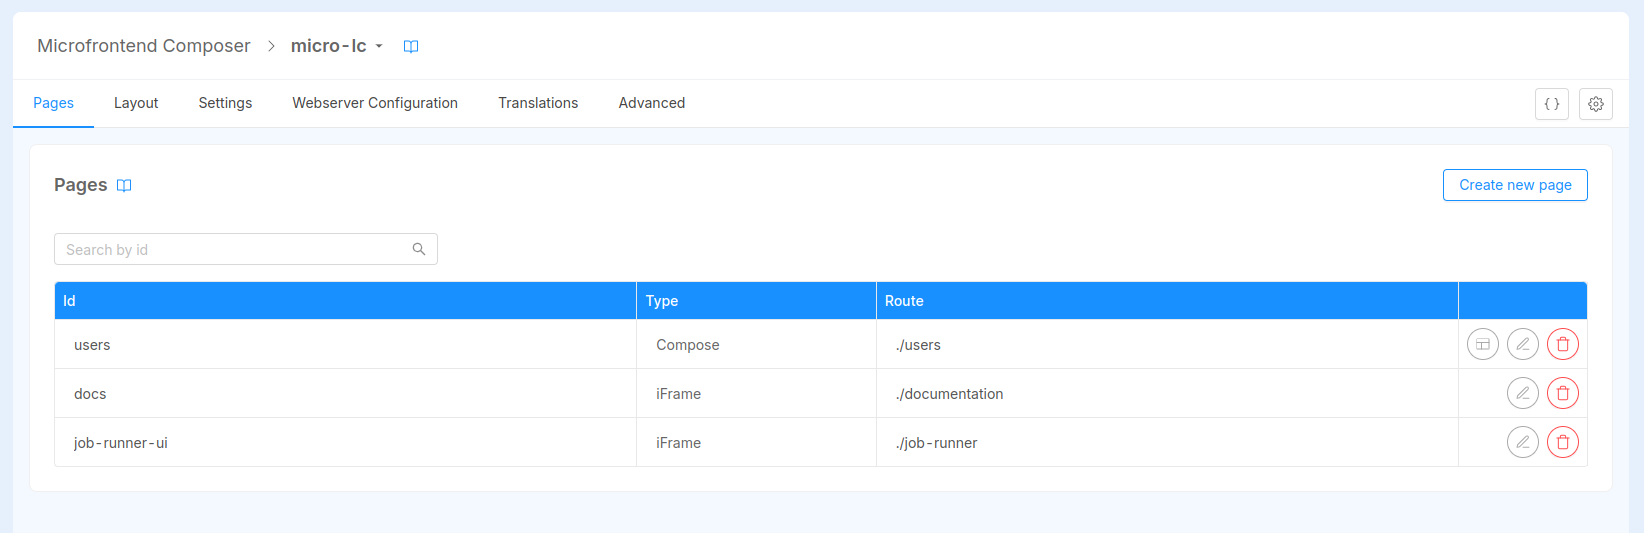 Microfrontend Composer > micro-lc
Pages Layout Settings Webserver Configuration Translations Advanced { }
Pages
Create new page
Search by id
Id Type Route
users Compose ./users
docs iFrame ./documentation
job-runner-ui iFrame ./job-runner